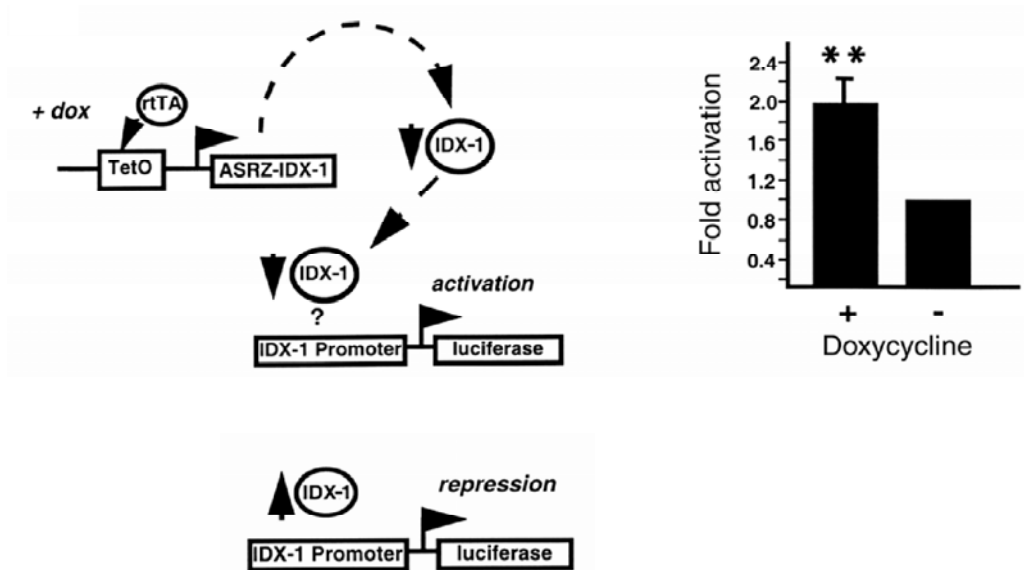 + dox
rtTA
TetO
ASRZ-IDX-1
IDX-1
IDX-1
?
activation
IDX-1 Promoter
luciferase
IDX-1
repression
IDX-1 Promoter
luciferase
Fold activation
2.4
2.0
1.6
1.2
0.8
0.4
**
+
-
Doxycycline